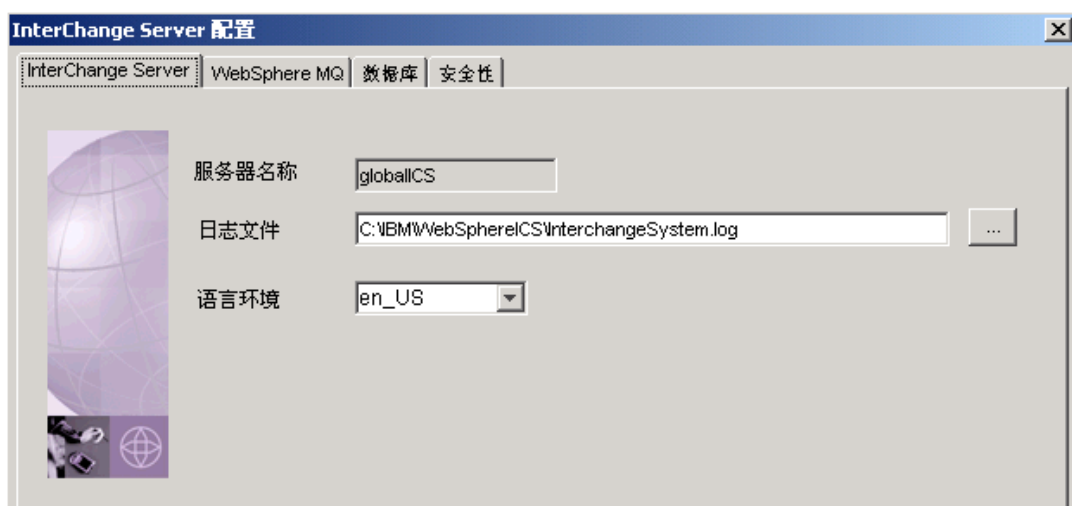 InterChange Server 配置
InterChange Server WebSphere MQ 数据库 安全性
服务器名称 globalICS
日志文件 C:\IBM\WebSphereICS\InterchangeSystem.log ...
语言环境 en_US